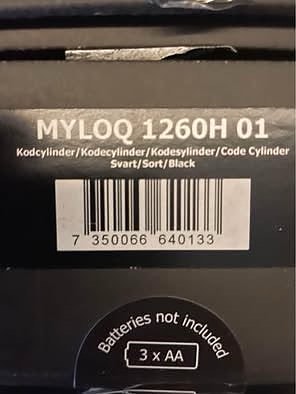 MYLOQ 1260H 01
Kodcylinder/Kodecylinder/Kodesylinder/Code Cylinder
Svart/Sort/Black
7 350066 640133
Batteries not included
3 x AA